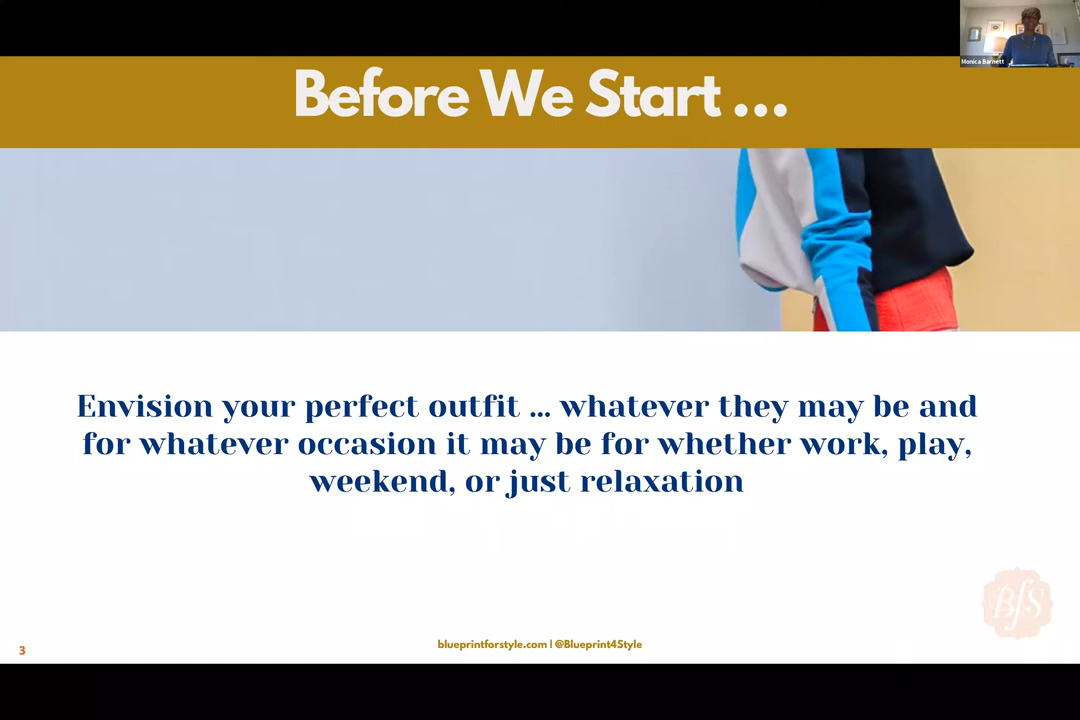 Monica Barnett
Before We Start ...
Envision your perfect outfit ... whatever they may be and
for whatever occasion it may be for whether work, play,
weekend, or just relaxation
BfS
3
blueprintforstyle.com | @Blueprint4Style